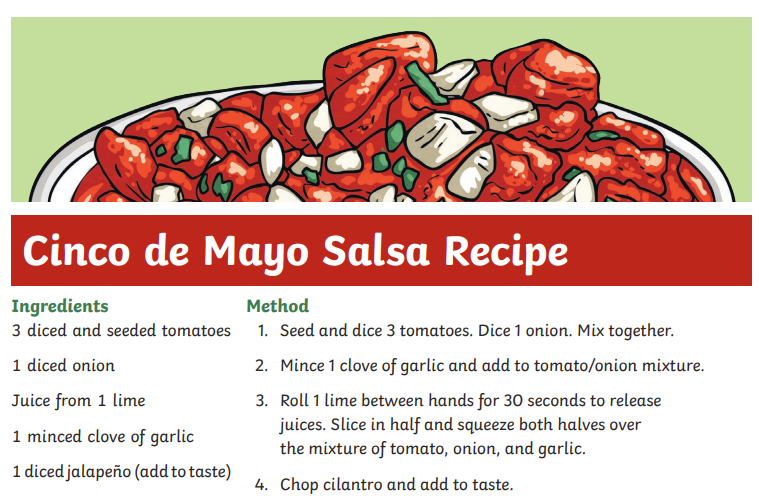 Cinco de Mayo Salsa Recipe
Ingredients
3 diced and seeded tomatoes
1 diced onion
Juice from 1 lime
1 minced clove of garlic
1 diced jalapeño (add to taste)
Method
1. Seed and dice 3 tomatoes. Dice 1 onion. Mix together.
2. Mince 1 clove of garlic and add to tomato/onion mixture.
3. Roll 1 lime between hands for 30 seconds to release
juices. Slice in half and squeeze both halves over
the mixture of tomato, onion, and garlic.
4. Chop cilantro and add to taste.